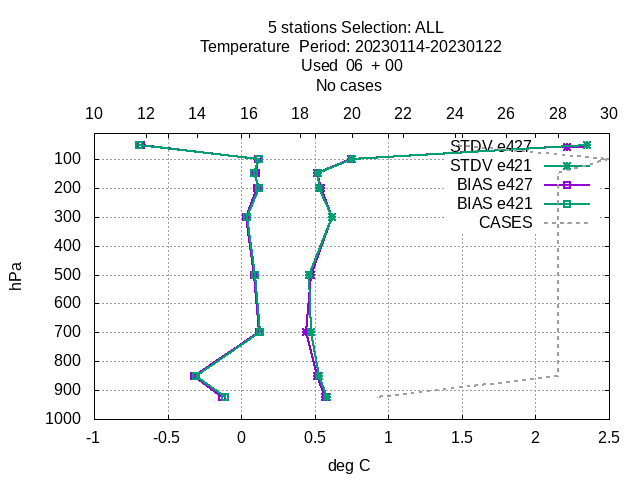 5 stations Selection: ALL
Temperature  Period: 20230114-20230122
Used  06  + 00
No cases
10 12 14 16 18 20 22 24 26 28 30
STDV e427
STDV e421
BIAS e427
BIAS e421
CASES
100
200
300
400
500
600
700
800
900
1000
hPa
-1 -0.5 0 0.5 1 1.5 2 2.5
deg C